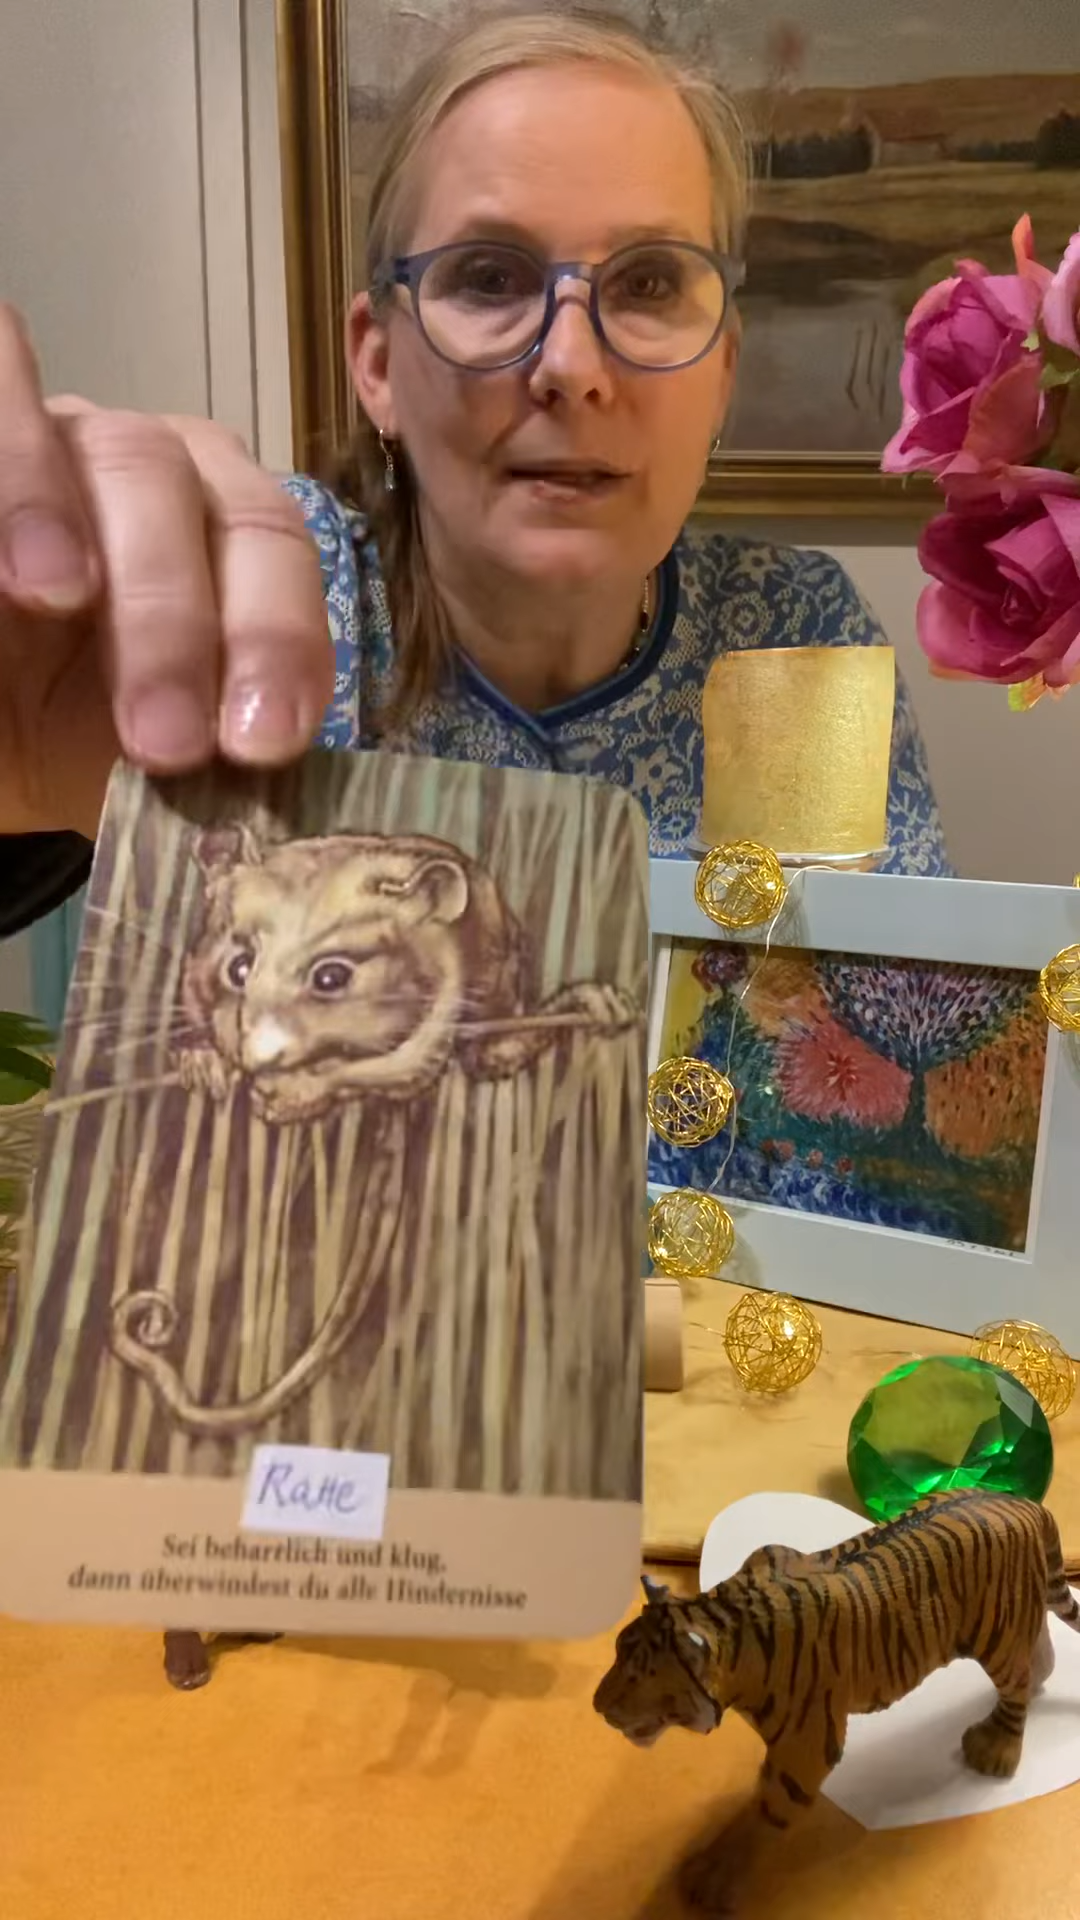 Ratte
Sei beharrlich und klug,
dann überwindest du alle Hindernisse